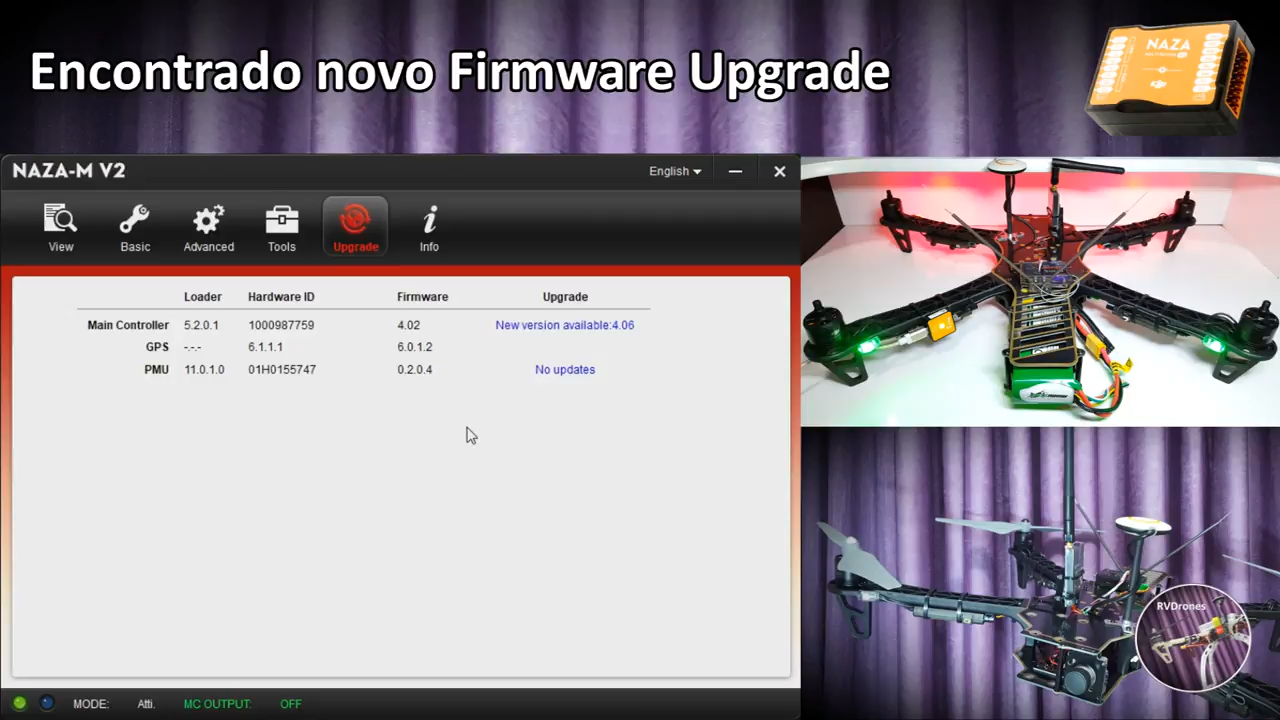 Encontrado novo Firmware Upgrade
NAZA
NAZA-M V2
English
View Basic Advanced Tools Upgrade Info
Loader Hardware ID Firmware Upgrade
Main Controller 5.2.0.1 1000987759 4.02 New version available:4.06
GPS -.-.- 6.1.1.1 6.0.1.2
PMU 11.0.1.0 01H0155747 0.2.0.4 No updates
MODE: Atti. MC OUTPUT: OFF
RVDrones